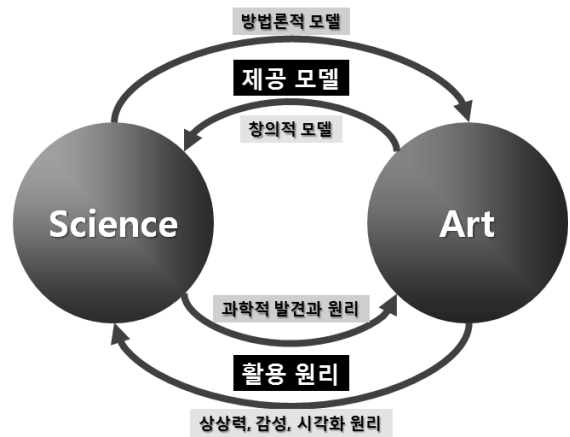 방법론적 모델
제공 모델
창의적 모델
Science
Art
과학적 발견과 원리
활용 원리
상상력, 감성, 시각화 원리